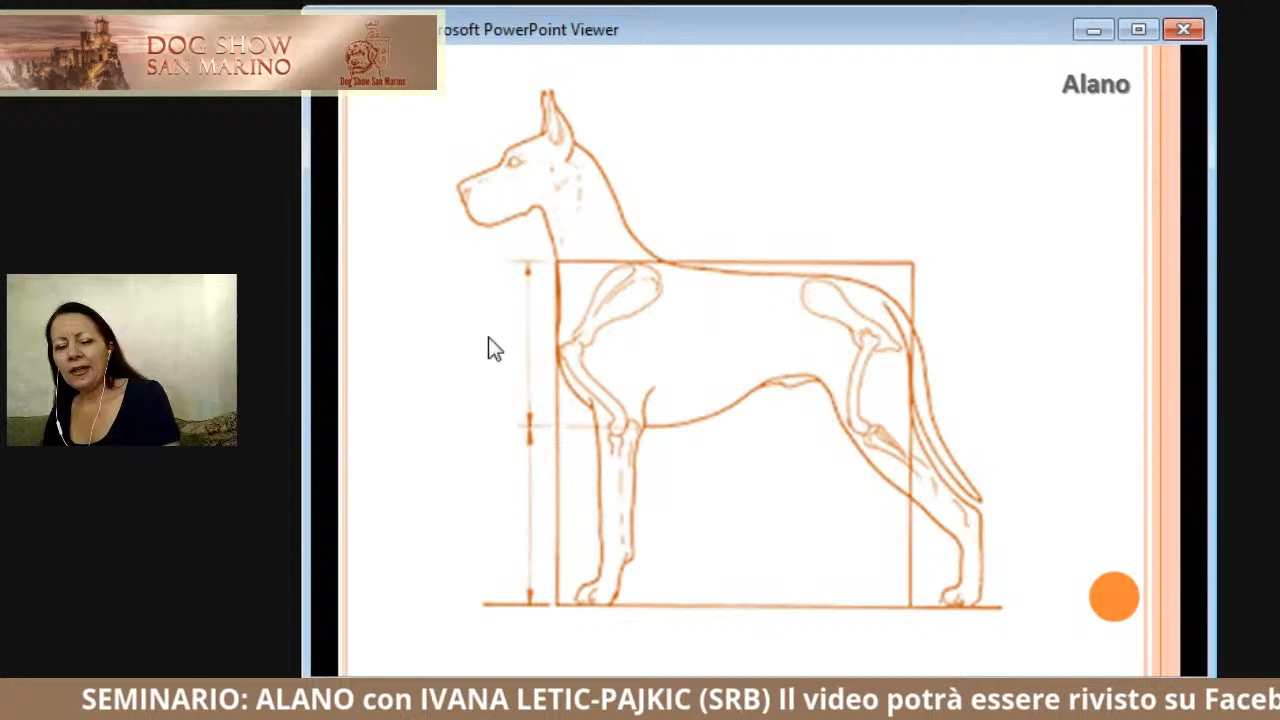 DOG SHOW
SAN MARINO
Dog Show San Marino
rosoft PowerPoint Viewer
Alano
SEMINARIO: ALANO con IVANA LETIC-PAJKIC (SRB) Il video potrà essere rivisto su Faceb